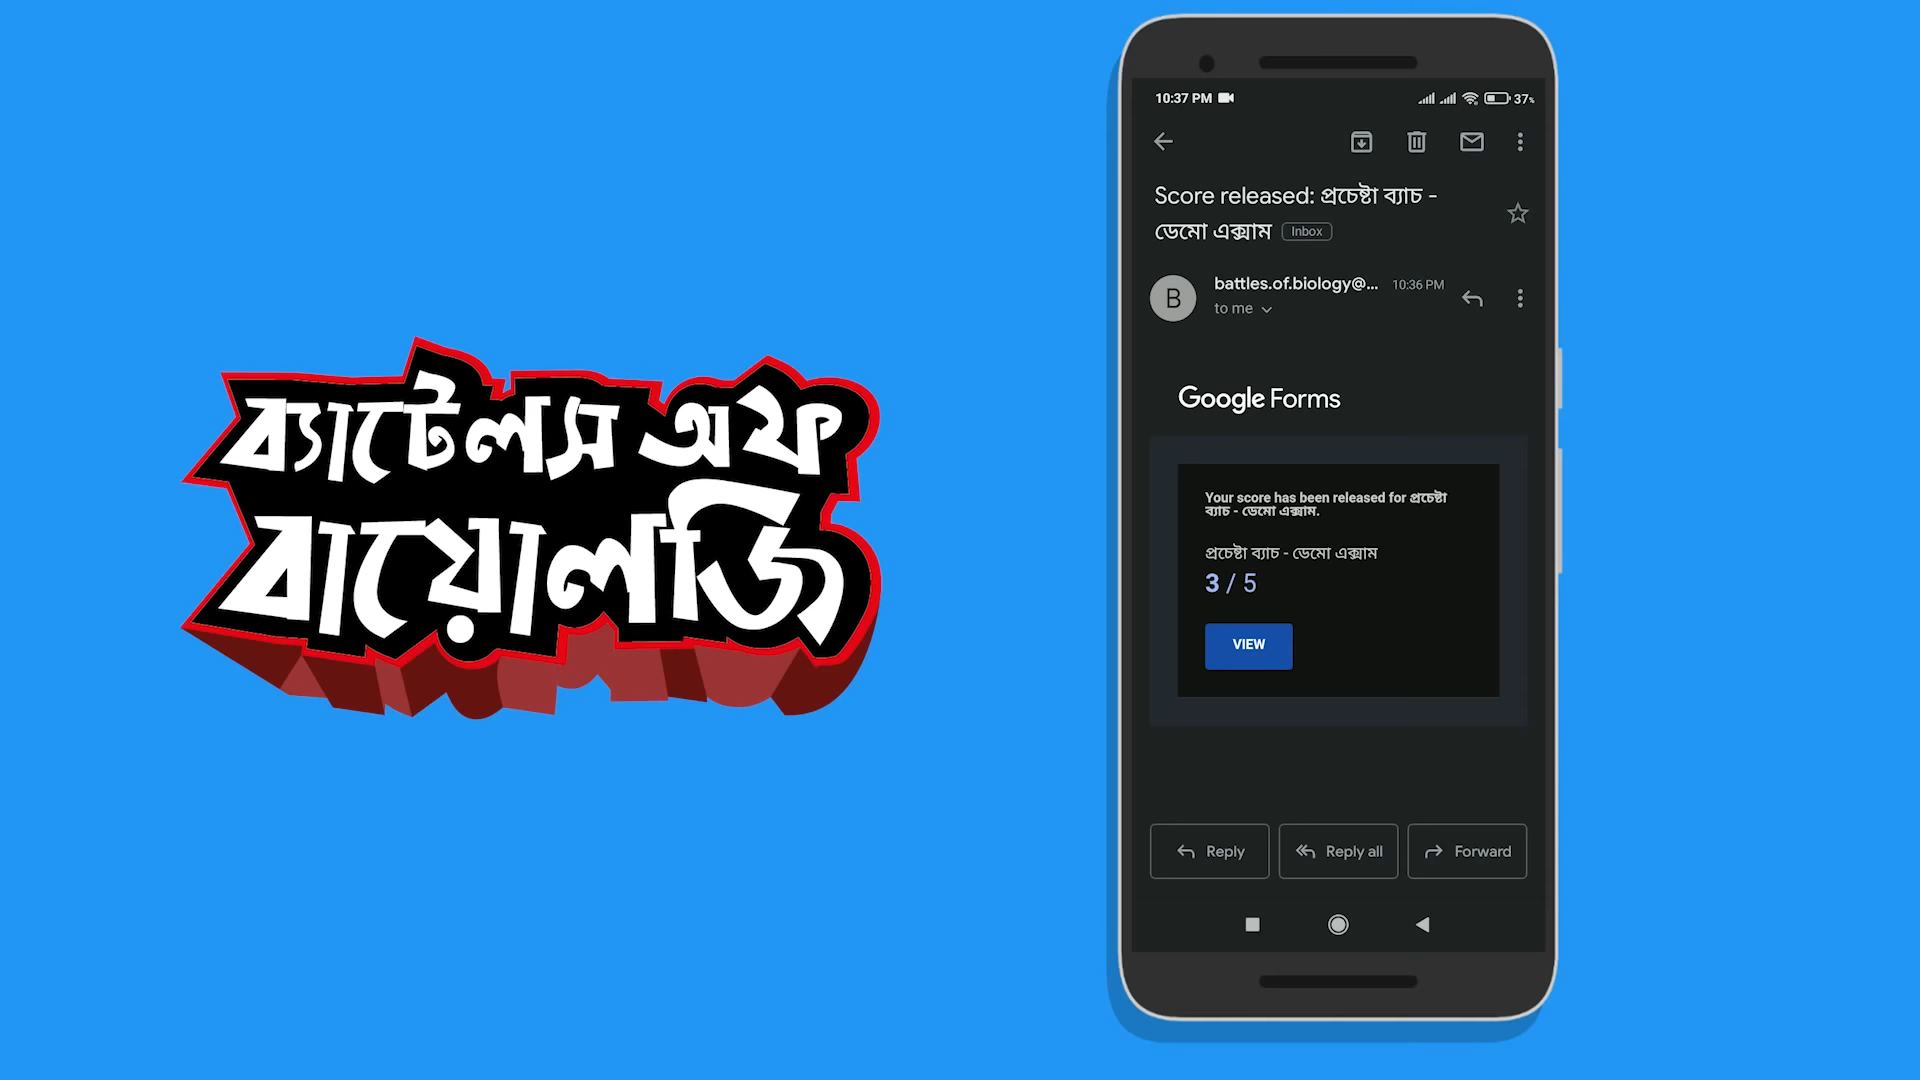 ব্যাটেলস অফ
বায়োলজি
10:37 PM
37%
Score released: প্রচেষ্টা ব্যাচ -
ডেমো এক্সাম Inbox
B
battles.of.biology@... 10:36 PM
to me
Google Forms
Your score has been released for প্রচেষ্টা
ব্যাচ - ডেমো এক্সাম.
প্রচেষ্টা ব্যাচ - ডেমো এক্সাম
3 / 5
VIEW
Reply
Reply all
Forward